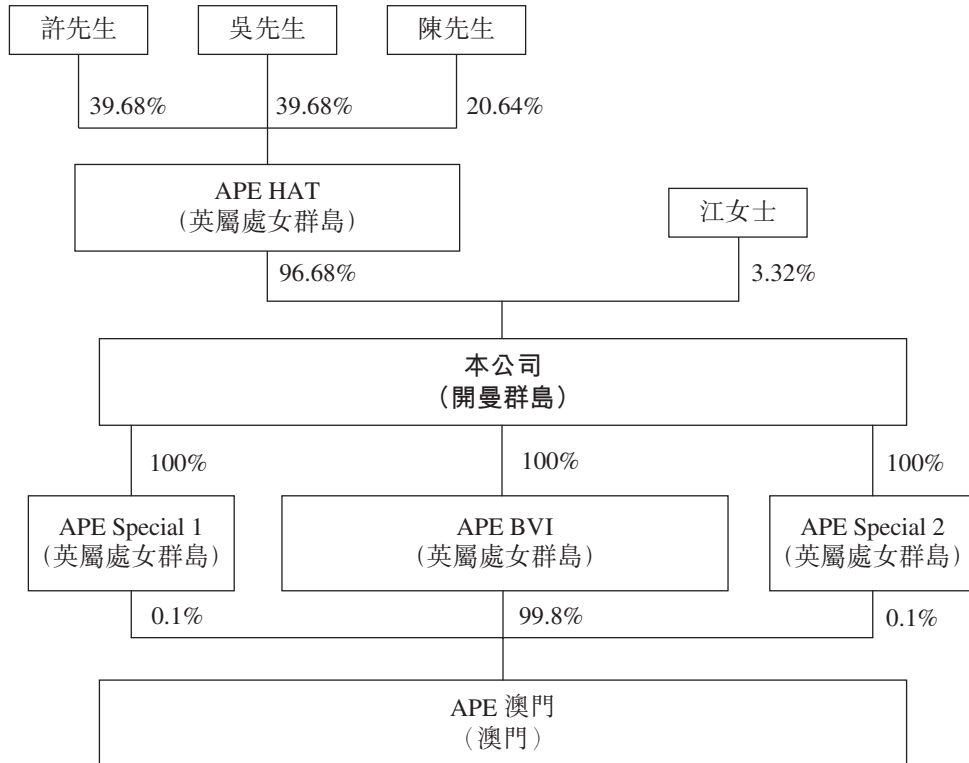 許先生
吳先生
陳先生
39.68%
39.68%
20.64%
APE HAT
(英屬處女群島)
江女士
96.68%
3.32%
本公司
(開曼群島)
100%
100%
100%
APE Special 1
(英屬處女群島)
APE BVI
(英屬處女群島)
APE Special 2
(英屬處女群島)
0.1%
99.8%
0.1%
APE 澳門
(澳門)